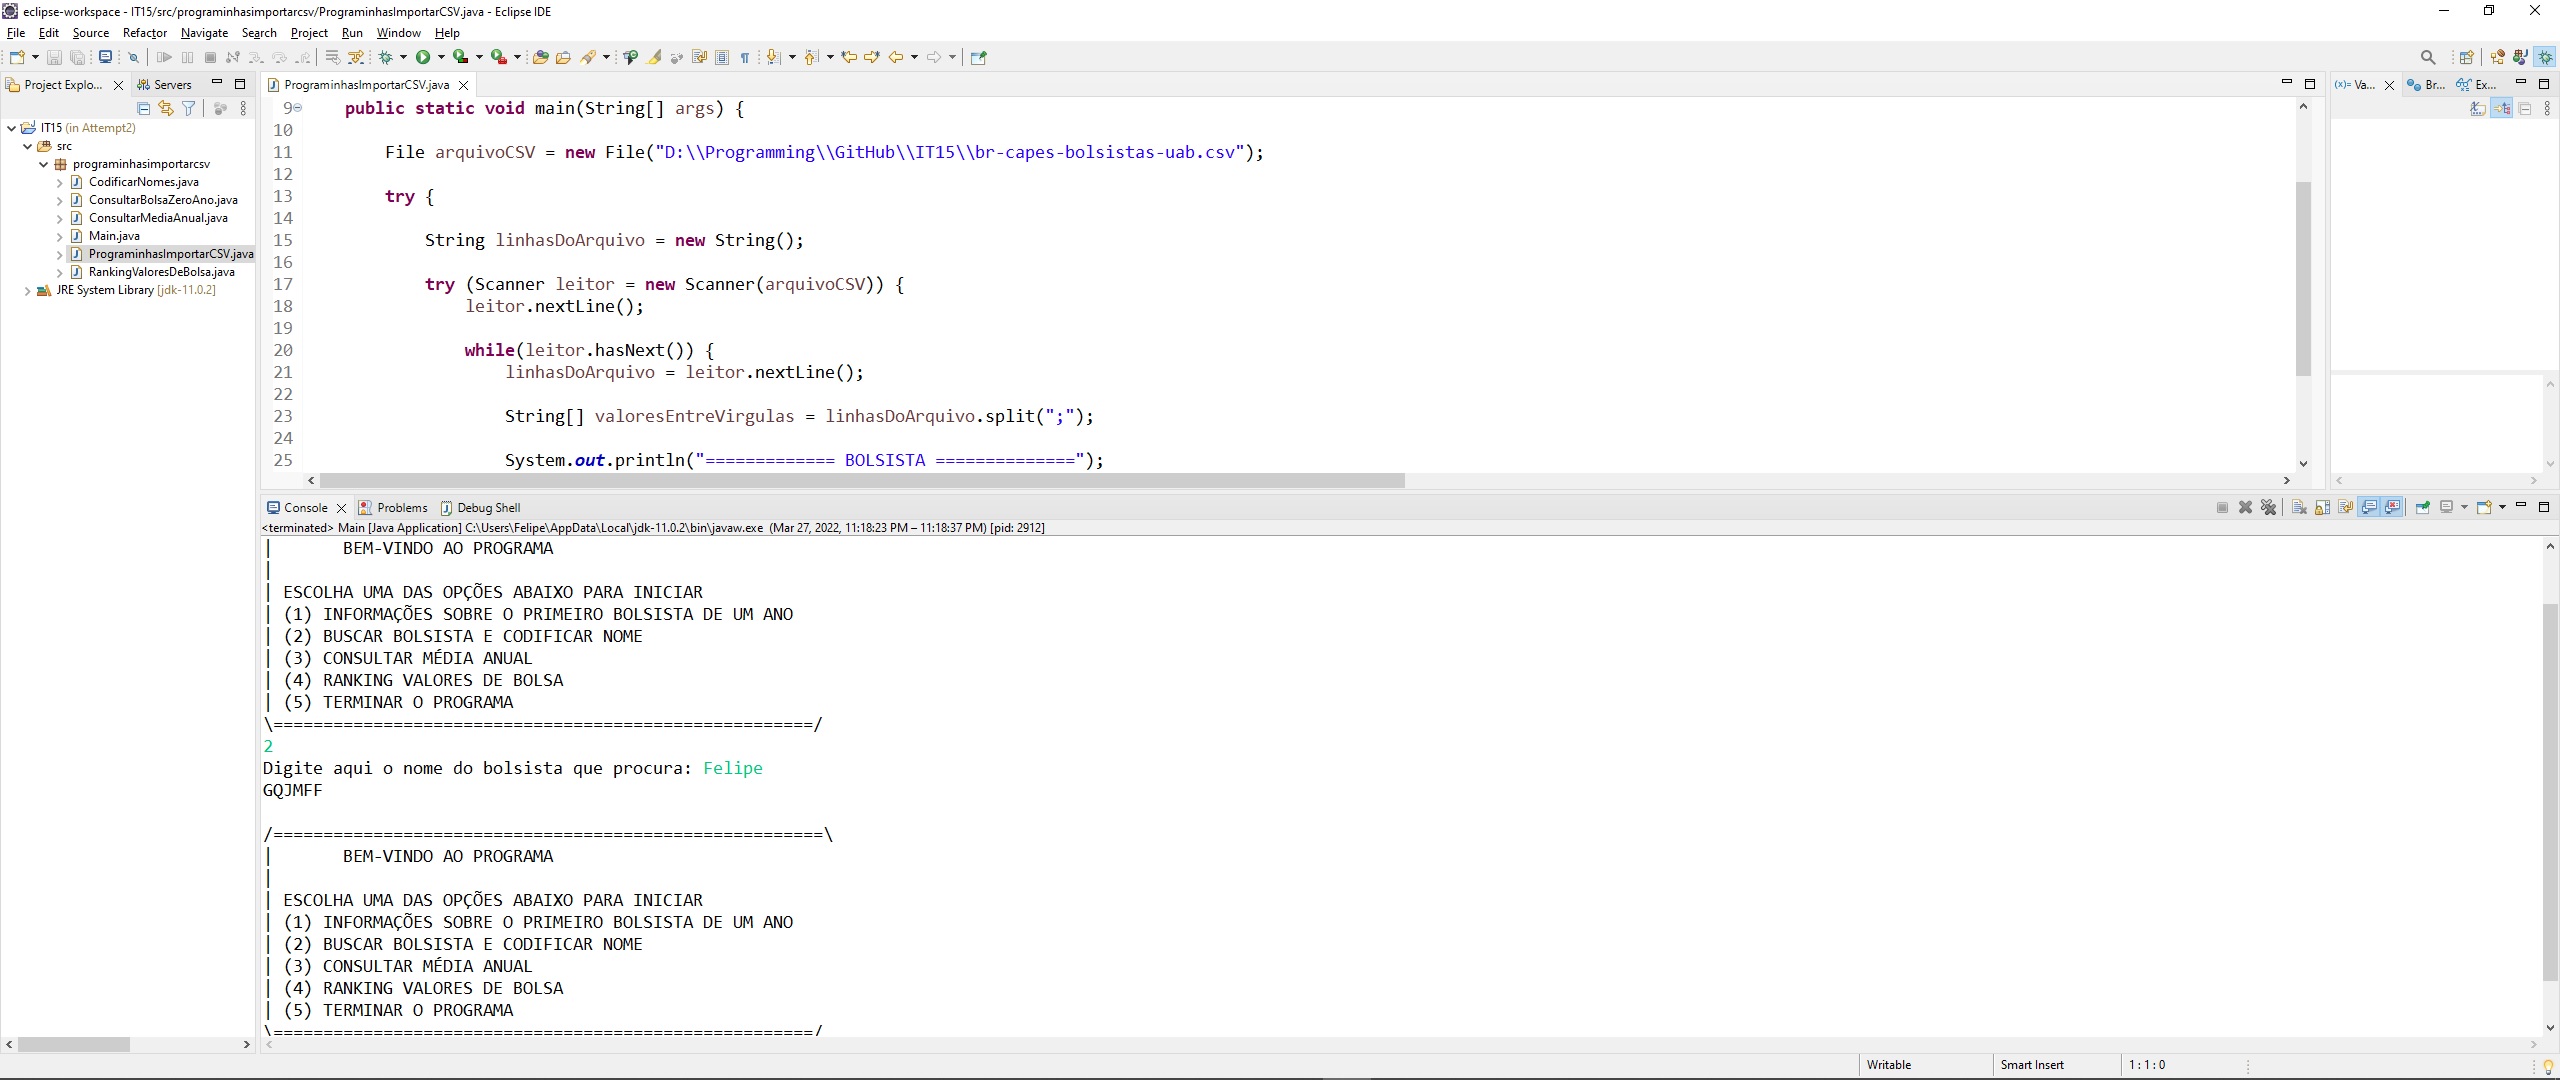 eclipse-workspace - IT15/src/programinhasimportarcsv/PrograminhasImportarCSV.java - Eclipse IDE
File Edit Source Refactor Navigate Search Project Run Window Help
Project Explo... Servers
IT15 (in Attempt2)
src
programinhasimportarcsv
CodificarNomes.java
ConsultarBolsaZeroAno.java
ConsultarMediaAnual.java
Main.java
PrograminhasImportarCSV.java
RankingValoresDeBolsa.java
JRE System Library [jdk-11.0.2]
PrograminhasImportarCSV.java
9 public static void main(String[] args) {
10
11 File arquivoCSV = new File("D:\\Programming\\GitHub\\IT15\\br-capes-bolsistas-uab.csv");
12
13 try {
14
15 String linhasDoArquivo = new String();
16
17 try (Scanner leitor = new Scanner(arquivoCSV)) {
18 leitor.nextLine();
19
20 while(leitor.hasNext()) {
21 linhasDoArquivo = leitor.nextLine();
22
23 String[] valoresEntreVirgulas = linhasDoArquivo.split(";");
24
25 System.out.println("============= BOLSISTA ==============");
(x)= Va... Br... Ex...
Console Problems Debug Shell
<terminated> Main [Java Application] C:\Users\Felipe\AppData\Local\jdk-11.0.2\bin\javaw.exe (Mar 27, 2022, 11:18:23 PM – 11:18:37 PM) [pid: 2912]
| BEM-VINDO AO PROGRAMA
|
| ESCOLHA UMA DAS OPÇÕES ABAIXO PARA INICIAR
| (1) INFORMAÇÕES SOBRE O PRIMEIRO BOLSISTA DE UM ANO
| (2) BUSCAR BOLSISTA E CODIFICAR NOME
| (3) CONSULTAR MÉDIA ANUAL
| (4) RANKING VALORES DE BOLSA
| (5) TERMINAR O PROGRAMA
\======================================================/
2
Digite aqui o nome do bolsista que procura: Felipe
GQJMFF
/=======================================================\
| BEM-VINDO AO PROGRAMA
|
| ESCOLHA UMA DAS OPÇÕES ABAIXO PARA INICIAR
| (1) INFORMAÇÕES SOBRE O PRIMEIRO BOLSISTA DE UM ANO
| (2) BUSCAR BOLSISTA E CODIFICAR NOME
| (3) CONSULTAR MÉDIA ANUAL
| (4) RANKING VALORES DE BOLSA
| (5) TERMINAR O PROGRAMA
\======================================================/
Writable Smart Insert 1 : 1 : 0